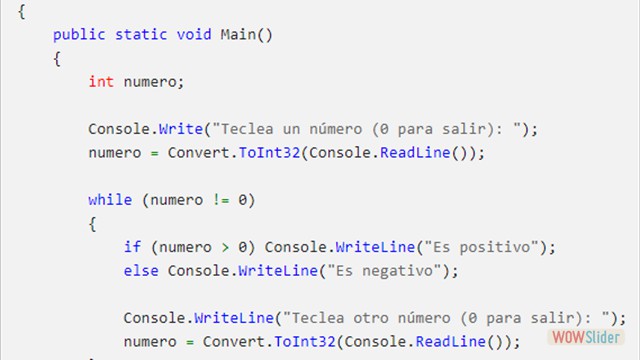 {
public static void Main()
{
int numero;
Console.Write("Teclea un número (0 para salir): ");
numero = Convert.ToInt32(Console.ReadLine());
while (numero != 0)
{
if (numero > 0) Console.WriteLine("Es positivo");
else Console.WriteLine("Es negativo");
Console.WriteLine("Teclea otro número (0 para salir): ");
numero = Convert.ToInt32(Console.ReadLine());
WOWSlider